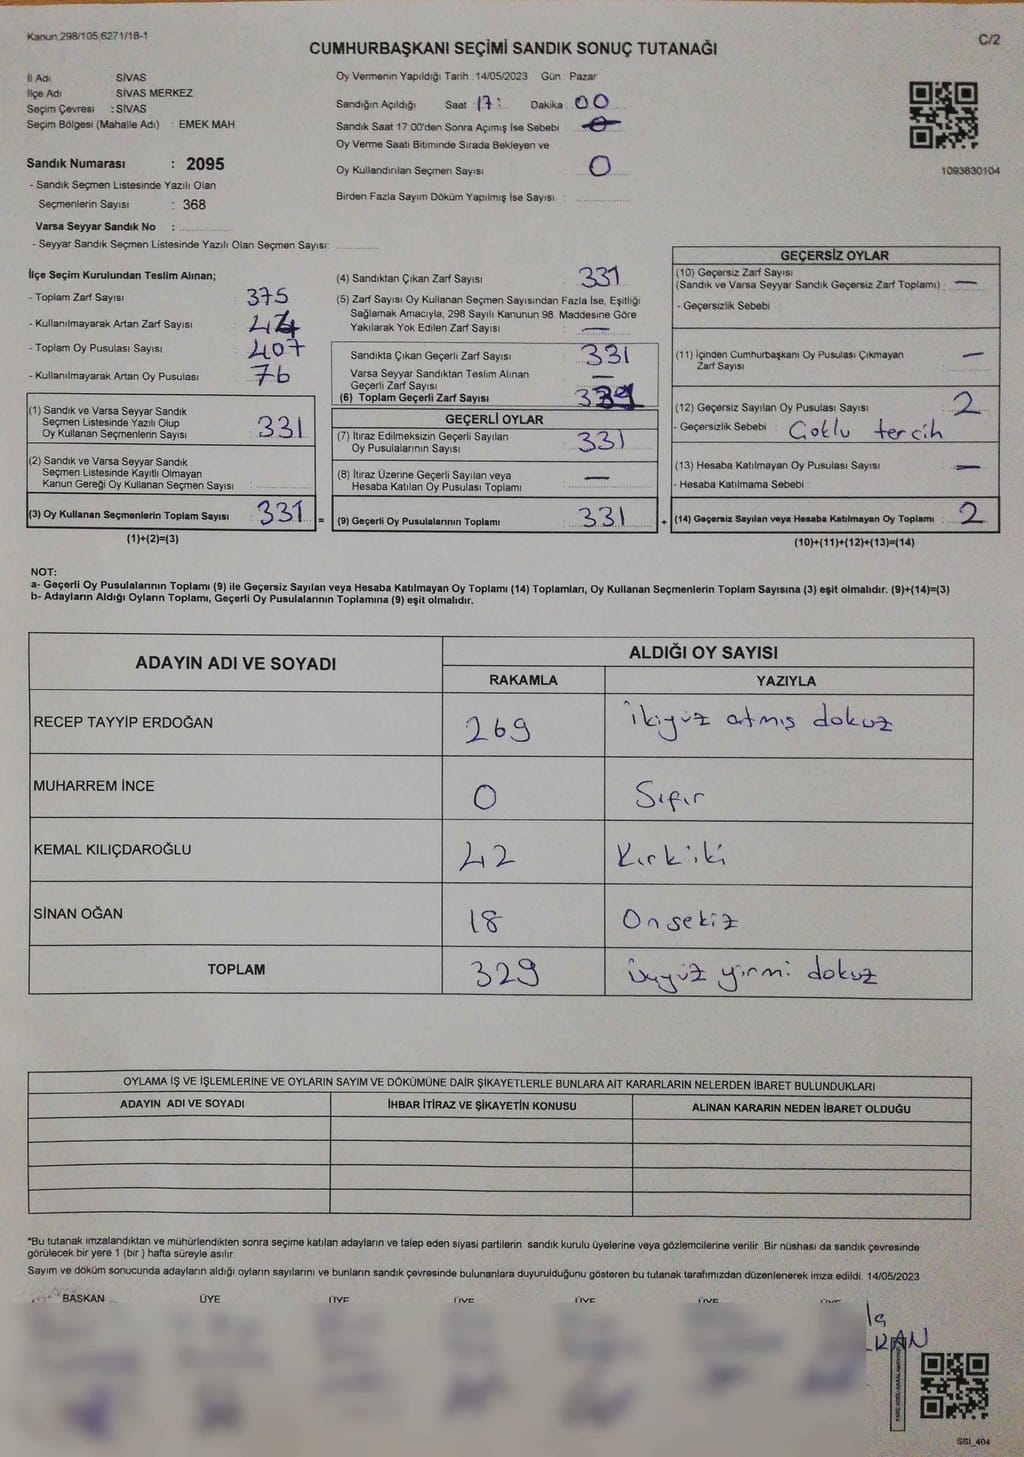 Kanun 298/105,6271/18-1
C/2
CUMHURBAŞKANI SEÇİMİ SANDIK SONUÇ TUTANAĞI
İl Adı SİVAS
İlçe Adı SİVAS MERKEZ
Seçim Çevresi : SİVAS
Seçim Bölgesi (Mahalle Adı) : EMEK MAH
Sandık Numarası : 2095
- Sandık Seçmen Listesinde Yazılı Olan
Seçmenlerin Sayısı : 368
Varsa Seyyar Sandık No :
- Seyyar Sandık Seçmen Listesinde Yazılı Olan Seçmen Sayısı:
Oy Vermenin Yapıldığı Tarih : 14/05/2023 Gün : Pazar
Sandığın Açıldığı Saat : 17: Dakika : 00
Sandık Saat 17:00'den Sonra Açımış İse Sebebi
Oy Verme Saati Bitiminde Sırada Bekleyen ve
Oy Kullandırılan Seçmen Sayısı 0
Birden Fazla Sayım Döküm Yapılmış İse Sayısı :
1093830104
İlçe Seçim Kurulundan Teslim Alınan;
- Toplam Zarf Sayısı 375
- Kullanılmayarak Artan Zarf Sayısı
- Toplam Oy Pusulası Sayısı 407
- Kullanılmayarak Artan Oy Pusulası 76
(1) Sandık ve Varsa Seyyar Sandık
Seçmen Listesinde Yazılı Olup
Oy Kullanan Seçmenlerin Sayısı 331
(2) Sandık ve Varsa Seyyar Sandık
Seçmen Listesinde Kayıtlı Olmayan
Kanun Gereği Oy Kullanan Seçmen Sayısı :
(3) Oy Kullanan Seçmenlerin Toplam Sayısı 331 =
(1)+(2)=(3)
(4) Sandıktan Çıkan Zarf Sayısı 331
(5) Zarf Sayısı Oy Kullanan Seçmen Sayısından Fazla İse, Eşitliği
Sağlamak Amacıyla, 298 Sayılı Kanunun 98. Maddesine Göre
Yakılarak Yok Edilen Zarf Sayısı : —
Sandıkta Çıkan Geçerli Zarf Sayısı 331
Varsa Seyyar Sandıktan Teslim Alınan
Geçerli Zarf Sayısı —
(6) Toplam Geçerli Zarf Sayısı
GEÇERLİ OYLAR
(7) İtiraz Edilmeksizin Geçerli Sayılan
Oy Pusulalarının Sayısı 331
(8) İtiraz Üzerine Geçerli Sayılan veya
Hesaba Katılan Oy Pusulası Toplamı —
(9) Geçerli Oy Pusulalarının Toplamı 331 +
GEÇERSİZ OYLAR
(10) Geçersiz Zarf Sayısı
(Sandık ve Varsa Seyyar Sandık Geçersiz Zarf Toplamı) : —
- Geçersizlik Sebebi :
(11) İçinden Cumhurbaşkanı Oy Pusulası Çıkmayan
Zarf Sayısı —
(12) Geçersiz Sayılan Oy Pusulası Sayısı 2
- Geçersizlik Sebebi : Çoklu tercih
(13) Hesaba Katılmayan Oy Pusulası Sayısı —
- Hesaba Katılmama Sebebi :
(14) Geçersiz Sayılan veya Hesaba Katılmayan Oy Toplamı : 2
(10)+(11)+(12)+(13)=(14)
NOT:
a- Geçerli Oy Pusulalarının Toplamı (9) ile Geçersiz Sayılan veya Hesaba Katılmayan Oy Toplamı (14) Toplamları, Oy Kullanan Seçmenlerin Toplam Sayısına (3) eşit olmalıdır. (9)+(14)=(3)
b- Adayların Aldığı Oyların Toplamı, Geçerli Oy Pusulalarının Toplamına (9) eşit olmalıdır.
ADAYIN ADI VE SOYADI ALDIĞI OY SAYISI
RAKAMLA YAZIYLA
RECEP TAYYİP ERDOĞAN 269 İkiyüz atmış dokuz
MUHARREM İNCE 0 Sıfır
KEMAL KILIÇDAROĞLU 42 Kırkiki
SİNAN OĞAN 18 Onsekiz
TOPLAM 329 üçyüz yirmi dokuz
OYLAMA İŞ VE İŞLEMLERİNE VE OYLARIN SAYIM VE DÖKÜMÜNE DAİR ŞİKAYETLERLE BUNLARA AİT KARARLARIN NELERDEN İBARET BULUNDUKLARI
ADAYIN ADI VE SOYADI İHBAR İTİRAZ VE ŞİKAYETİN KONUSU ALINAN KARARIN NEDEN İBARET OLDUĞU
*Bu tutanak imzalandıktan ve mühürlendikten sonra seçime katılan adayların ve talep eden siyasi partilerin sandık kurulu üyelerine veya gözlemcilerine verilir. Bir nüshası da sandık çevresinde
görülecek bir yere 1 (bir ) hafta süreyle asılır.
Sayım ve döküm sonucunda adayların aldığı oyların sayılarını ve bunların sandık çevresinde bulunanlara duyurulduğunu gösteren bu tutanak tarafımızdan düzenlenerek imza edildi. 14/05/2023
BAŞKAN ÜYE ÜYE ÜYE ÜYE ÜYE
SSI_404